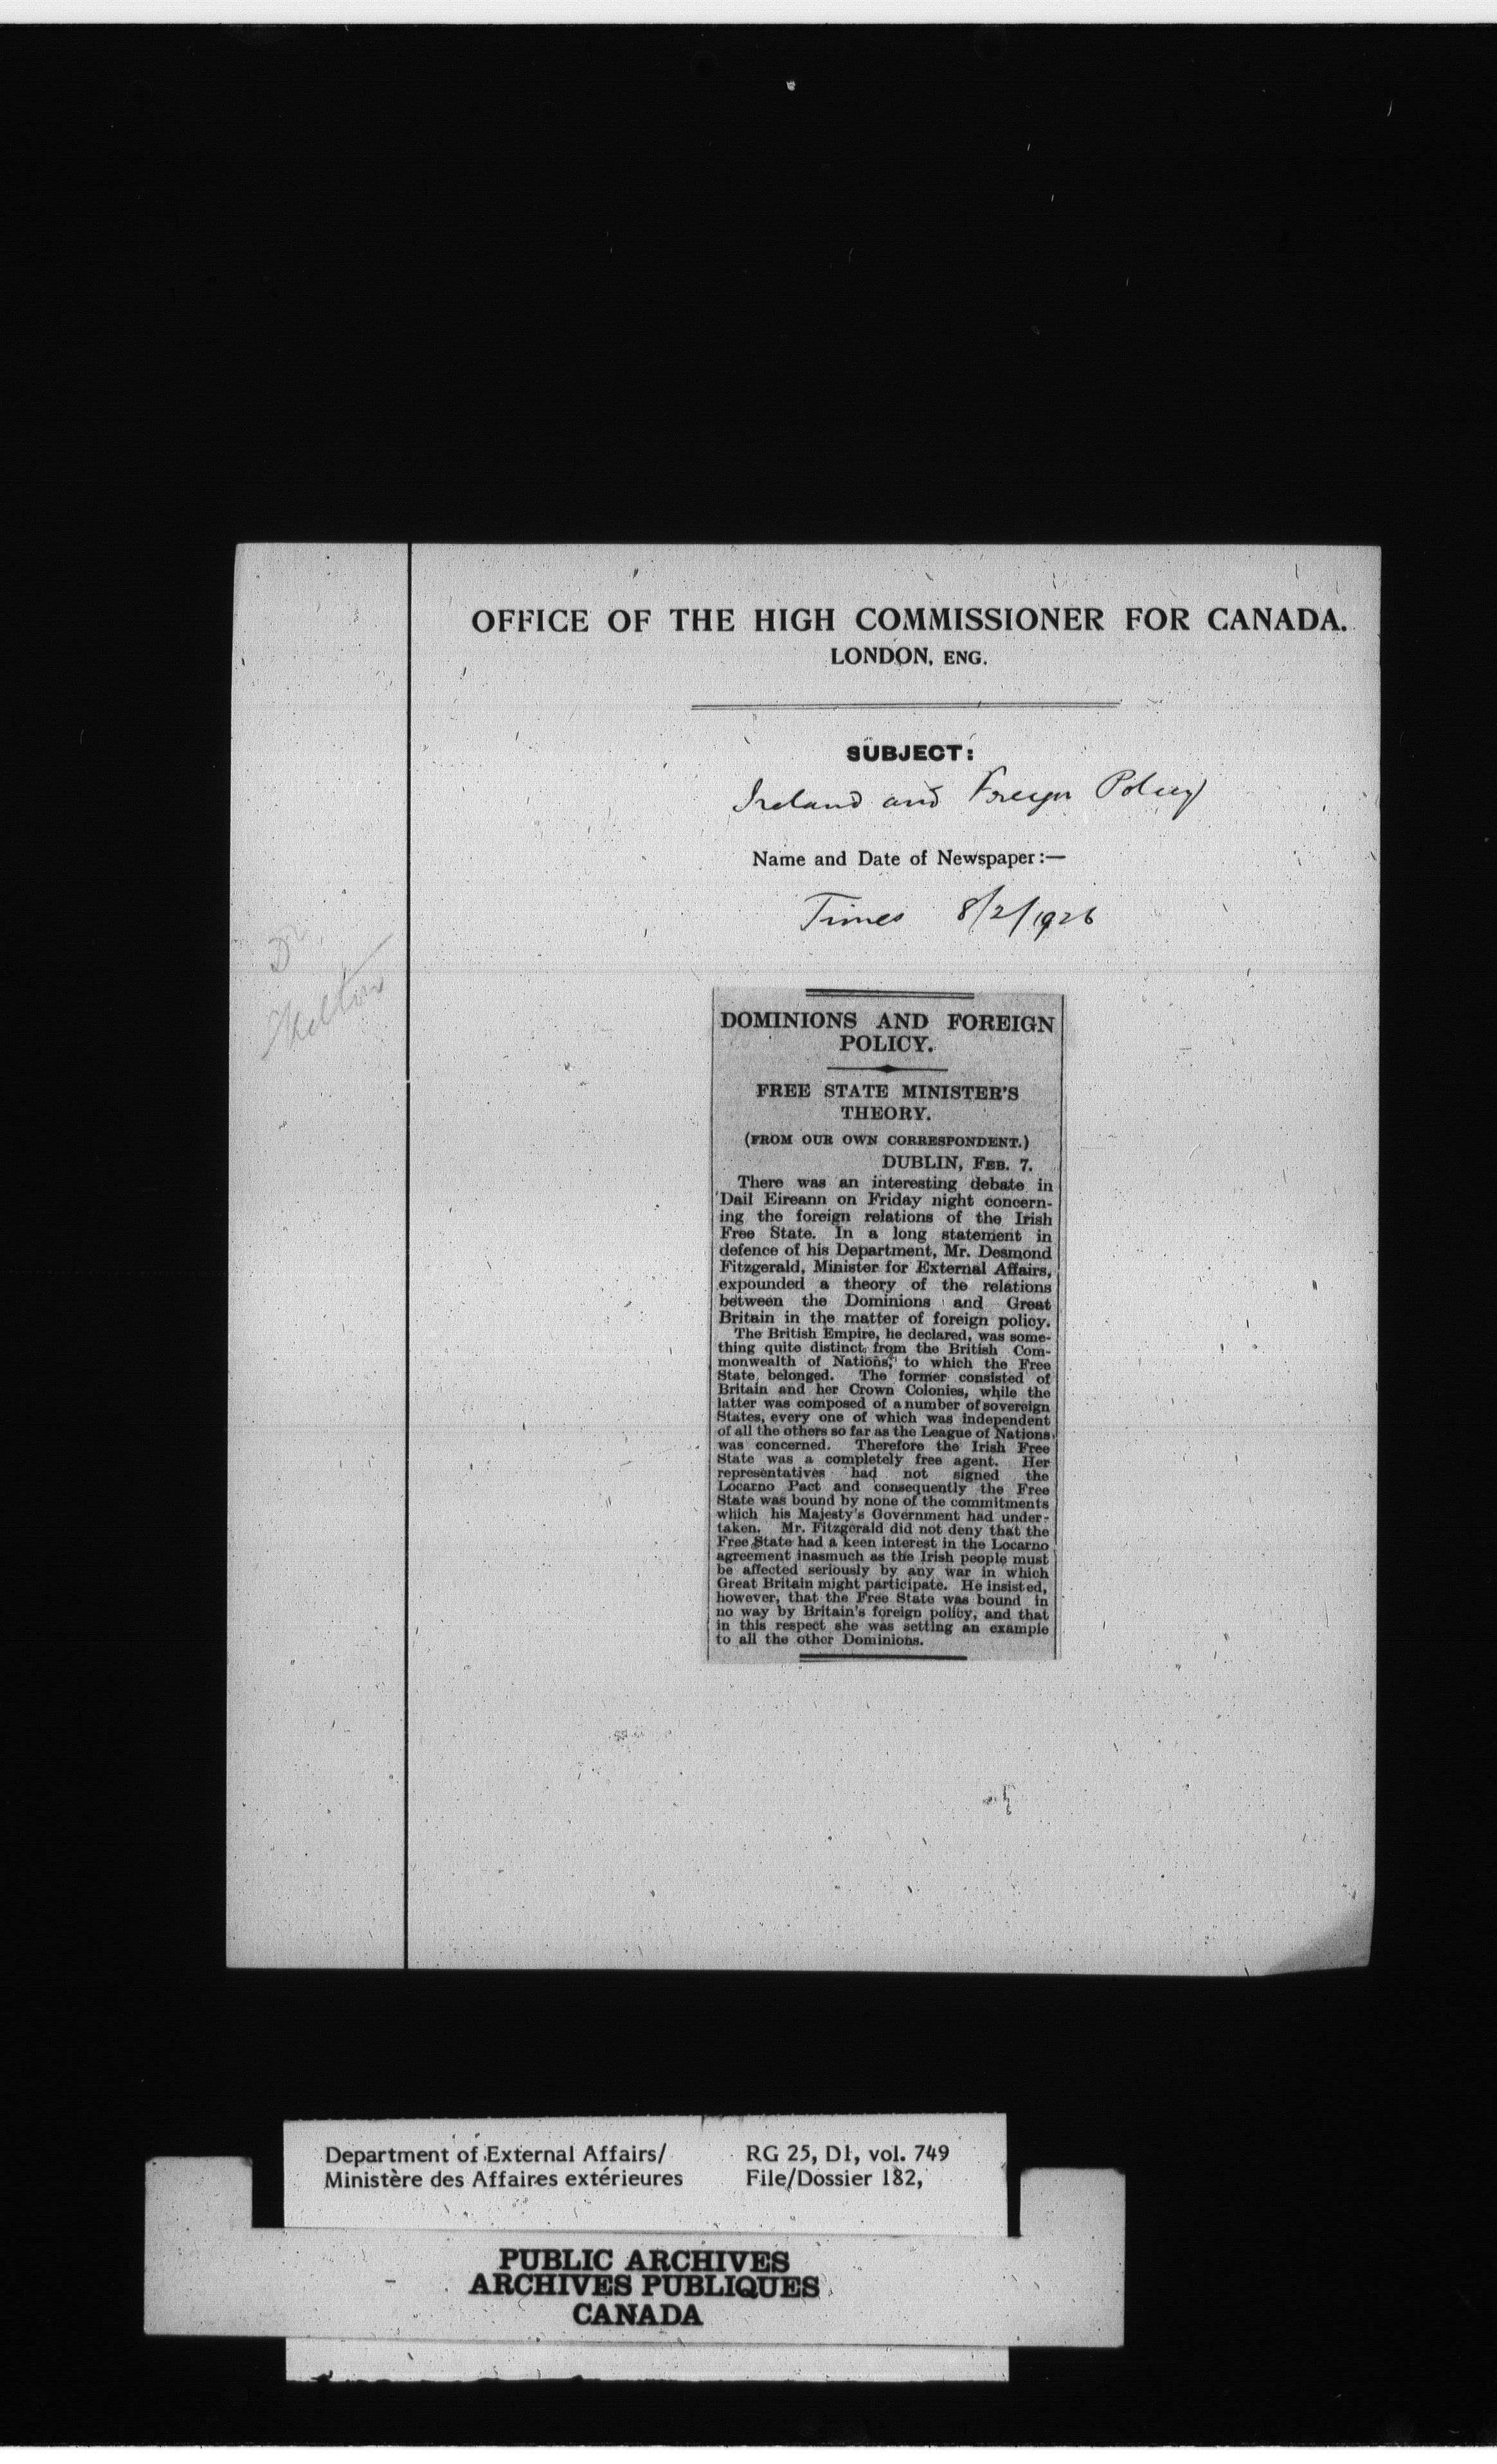 OFFICE OF THE HIGH COMMISSIONER FOR CANADA.
LONDON, ENG.
SUBJECT:
Ireland and Foreign Policy
Name and Date of Newspaper:—
Times 8/2/1926
Dr
Skelton
DOMINIONS AND FOREIGN
POLICY.
FREE STATE MINISTER'S
THEORY.
(FROM OUR OWN CORRESPONDENT.)
DUBLIN, FEB. 7.
There was an interesting debate in
Dail Eireann on Friday night concern-
ing the foreign relations of the Irish
Free State. In a long statement in
defence of his Department, Mr. Desmond
Fitzgerald, Minister for External Affairs,
expounded a theory of the relations
between the Dominions and Great
Britain in the matter of foreign policy.
The British Empire, he declared, was some-
thing quite distinct from the British Com-
monwealth of Nations, to which the Free
State belonged. The former consisted of
Britain and her Crown Colonies, while the
latter was composed of a number of sovereign
States, every one of which was independent
of all the others so far as the League of Nations
was concerned. Therefore the Irish Free
State was a completely free agent. Her
representatives had not signed the
Locarno Pact and consequently the Free
State was bound by none of the commitments
which his Majesty's Government had under-
taken. Mr. Fitzgerald did not deny that the
Free State had a keen interest in the Locarno
agreement inasmuch as the Irish people must
be affected seriously by any war in which
Great Britain might participate. He insisted,
however, that the Free State was bound in
no way by Britain's foreign policy, and that
in this respect she was setting an example
to all the other Dominions.
Department of External Affairs/ RG 25, D1, vol. 749
Ministère des Affaires extérieures File/Dossier 182,
PUBLIC ARCHIVES
ARCHIVES PUBLIQUES
CANADA